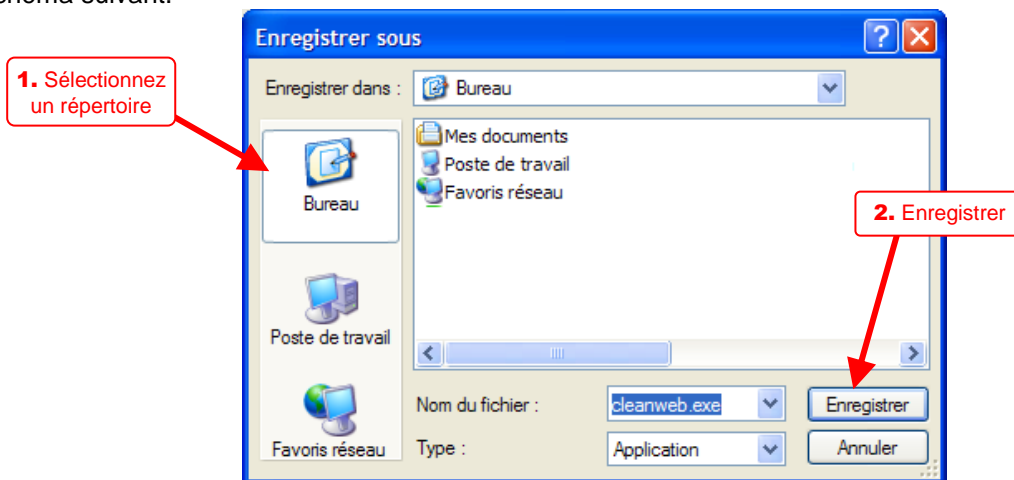 schéma suivant.
Enregistrer sous
1. Sélectionnez
un répertoire
Enregistrer dans :
Bureau
Mes documents
Poste de travail
Favoris réseau
Bureau
2. Enregistrer
Poste de travail
Favoris réseau
Nom du fichier :
cleanweb.exe
Enregistrer
Type :
Application
Annuler